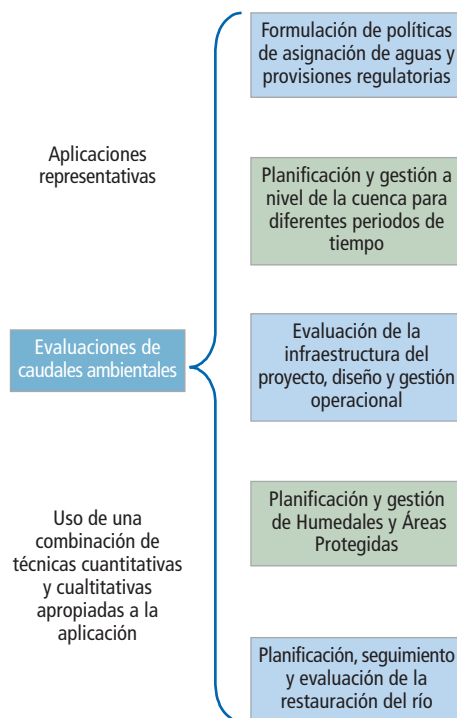 Formulación de políticas
de asignación de aguas y
provisiones regulatorias
Aplicaciones
representativas
Planificación y gestión a
nivel de la cuenca para
diferentes periodos de
tiempo
Evaluaciones de
caudales ambientales
Evaluación de la
infraestructura del
proyecto, diseño y gestión
operacional
Uso de una
combinación de
técnicas cuantitativas
y cualtitativas
apropiadas a la
aplicación
Planificación y gestión
de Humedales y Áreas
Protegidas
Planificación, seguimiento
y evaluación de la
restauración del río